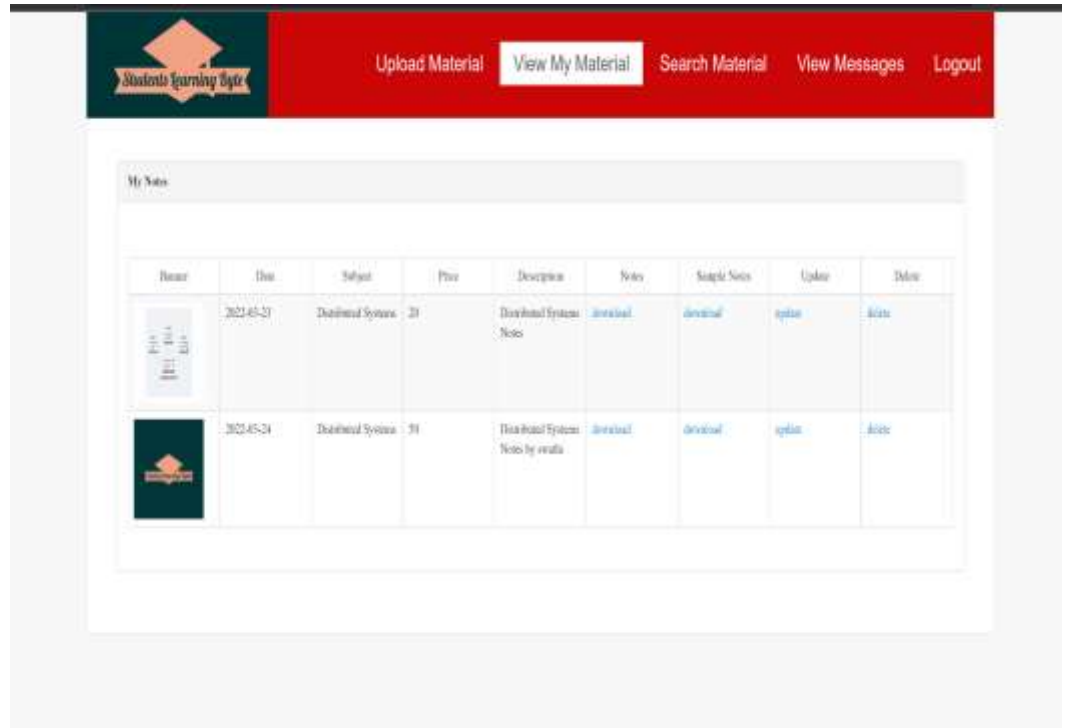 Students Learning Byte
Upload Material View My Material Search Material View Messages Logout
My Notes
Banner Date Subject Price Description Notes Sample Notes Update Delete
Distributed Systems 20 Distributed Systems download download update delete
Notes
Distributed Systems 50 Distributed Systems download download update delete
Notes by